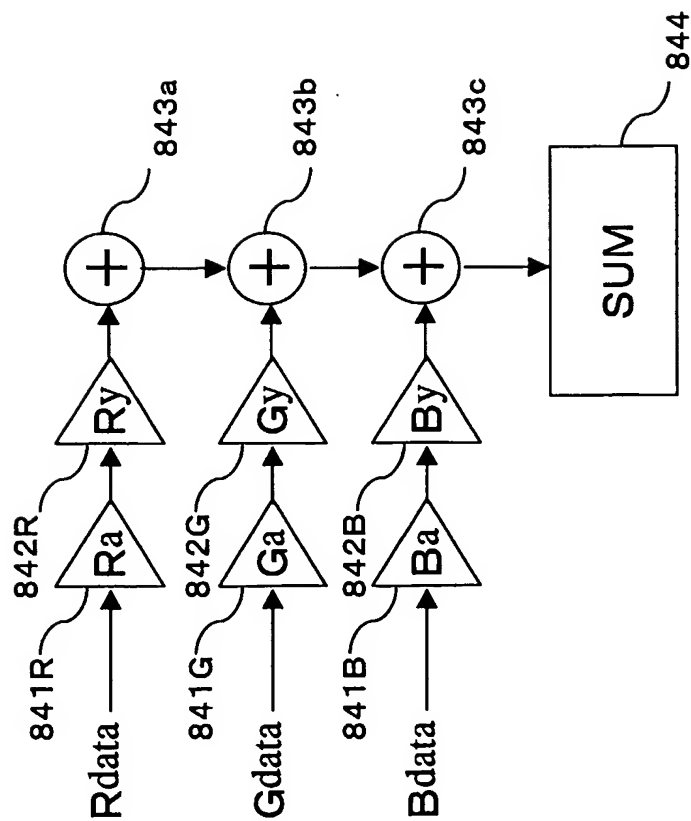 Rdata
841R
Ra
842R
Ry
+
843a
Gdata
841G
Ga
842G
Gy
+
843b
Bdata
841B
Ba
842B
By
+
843c
SUM
844